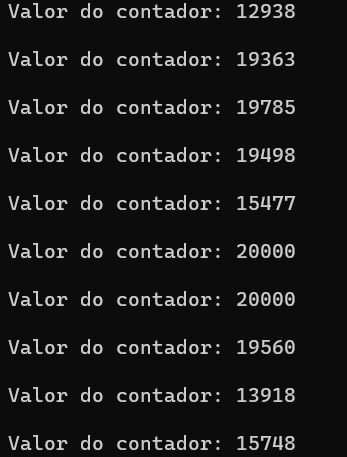 Valor do contador: 12938
Valor do contador: 19363
Valor do contador: 19785
Valor do contador: 19498
Valor do contador: 15477
Valor do contador: 20000
Valor do contador: 20000
Valor do contador: 19560
Valor do contador: 13918
Valor do contador: 15748